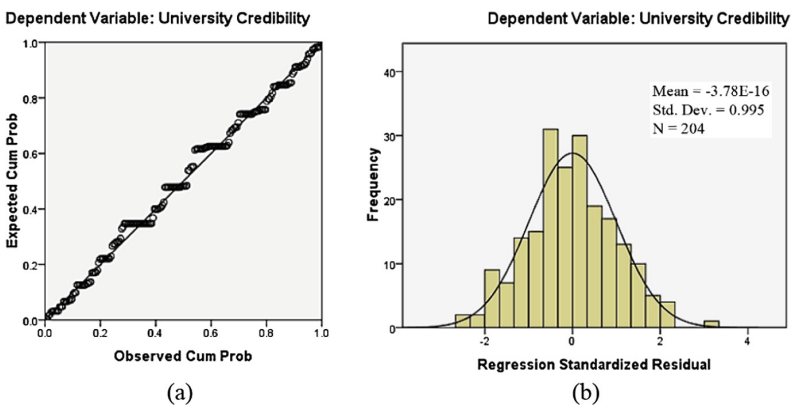 Dependent Variable: University Credibility
Expected Cum Prob
1.0
0.8
0.6
0.4
0.2
0.0
0.0 0.2 0.4 0.6 0.8 1.0
Observed Cum Prob
(a)
Dependent Variable: University Credibility
Mean = -3.78E-16
Std. Dev. = 0.995
N = 204
Frequency
40
30
20
10
0
-2 0 2 4
Regression Standardized Residual
(b)